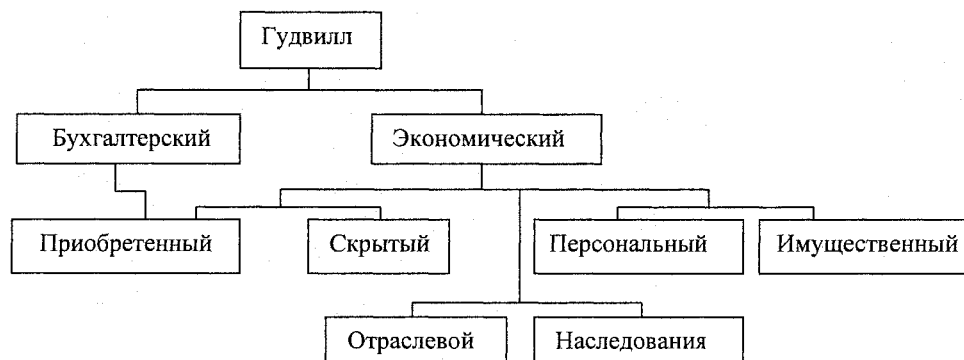 Гудвилл
Бухгалтерский Экономический
Приобретенный Скрытый Персональный Имущественный
Отраслевой Наследования